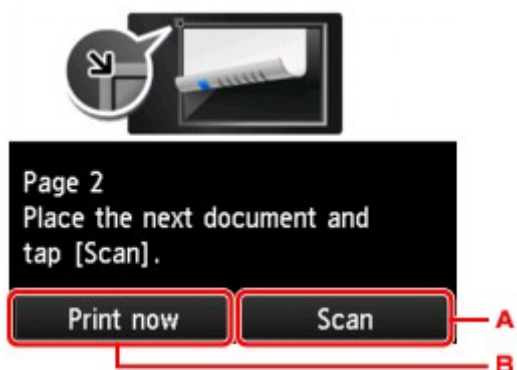 Page 2
Place the next document and
tap [Scan].
Print now
Scan
A
B